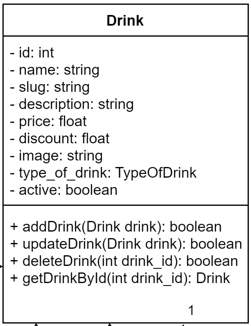 Drink
- id: int
- name: string
- slug: string
- description: string
- price: float
- discount: float
- image: string
- type_of_drink: TypeOfDrink
- active: boolean
+ addDrink(Drink drink): boolean
+ updateDrink(Drink drink): boolean
+ deleteDrink(int drink_id): boolean
+ getDrinkById(int drink_id): Drink
1